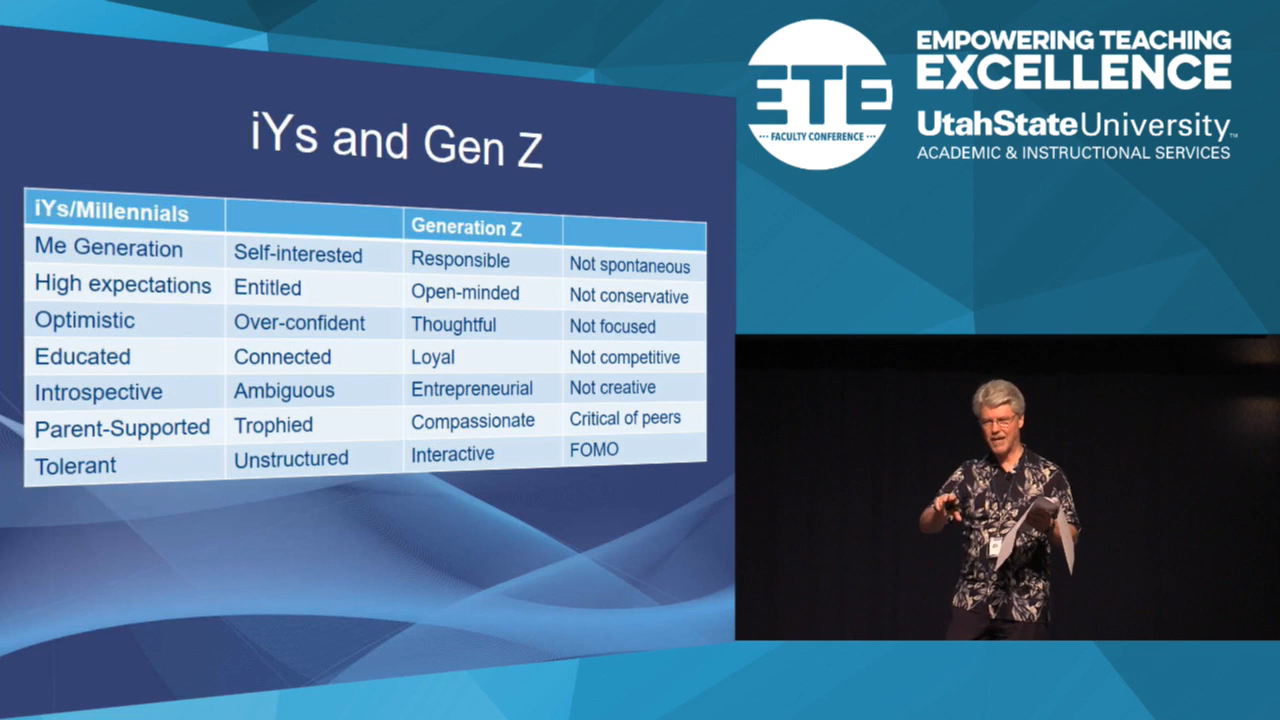 iYs and Gen Z
iYs/Millennials Generation Z
Me Generation Self-interested Responsible Not spontaneous
High expectations Entitled Open-minded Not conservative
Optimistic Over-confident Thoughtful Not focused
Educated Connected Loyal Not competitive
Introspective Ambiguous Entrepreneurial Not creative
Parent-Supported Trophied Compassionate Critical of peers
Tolerant Unstructured Interactive FOMO
ETE
••• FACULTY CONFERENCE •••
EMPOWERING TEACHING
EXCELLENCE
UtahStateUniversity™
ACADEMIC & INSTRUCTIONAL SERVICES